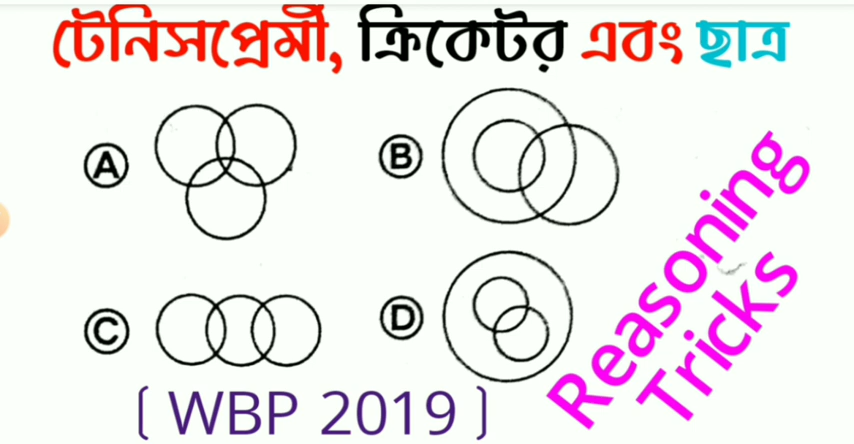 টেনিসপ্রেমী, ক্রিকেটর এবং ছাত্র
A
B
C
D
Reasoning
Tricks
[ WBP 2019 ]